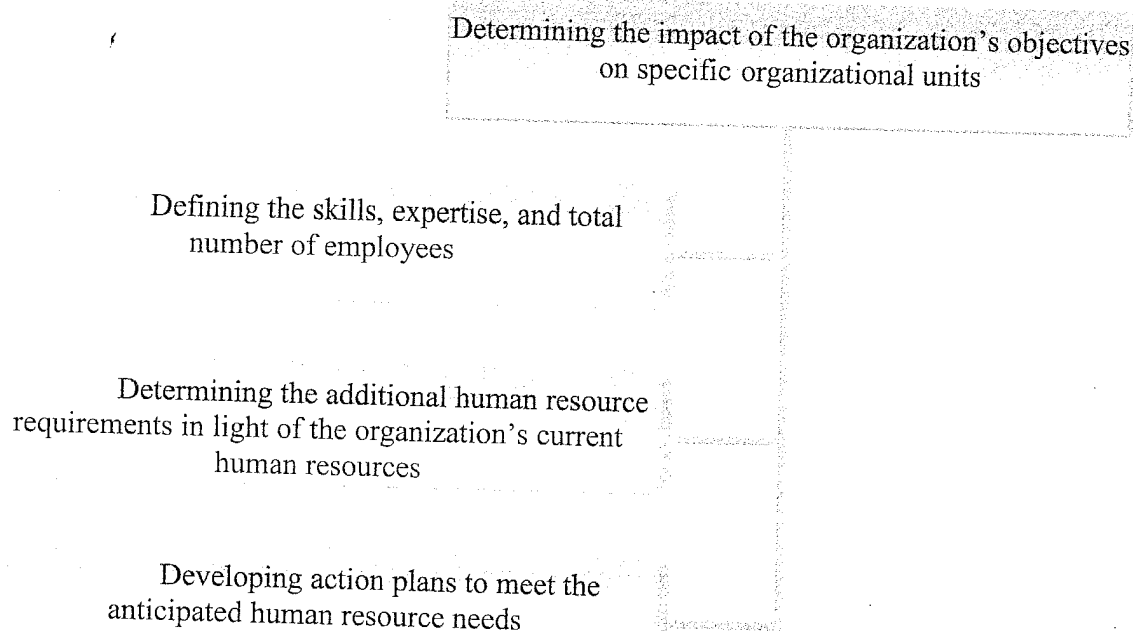 Determining the impact of the organization's objectives
on specific organizational units
Defining the skills, expertise, and total
number of employees
Determining the additional human resource
requirements in light of the organization's current
human resources
Developing action plans to meet the
anticipated human resource needs